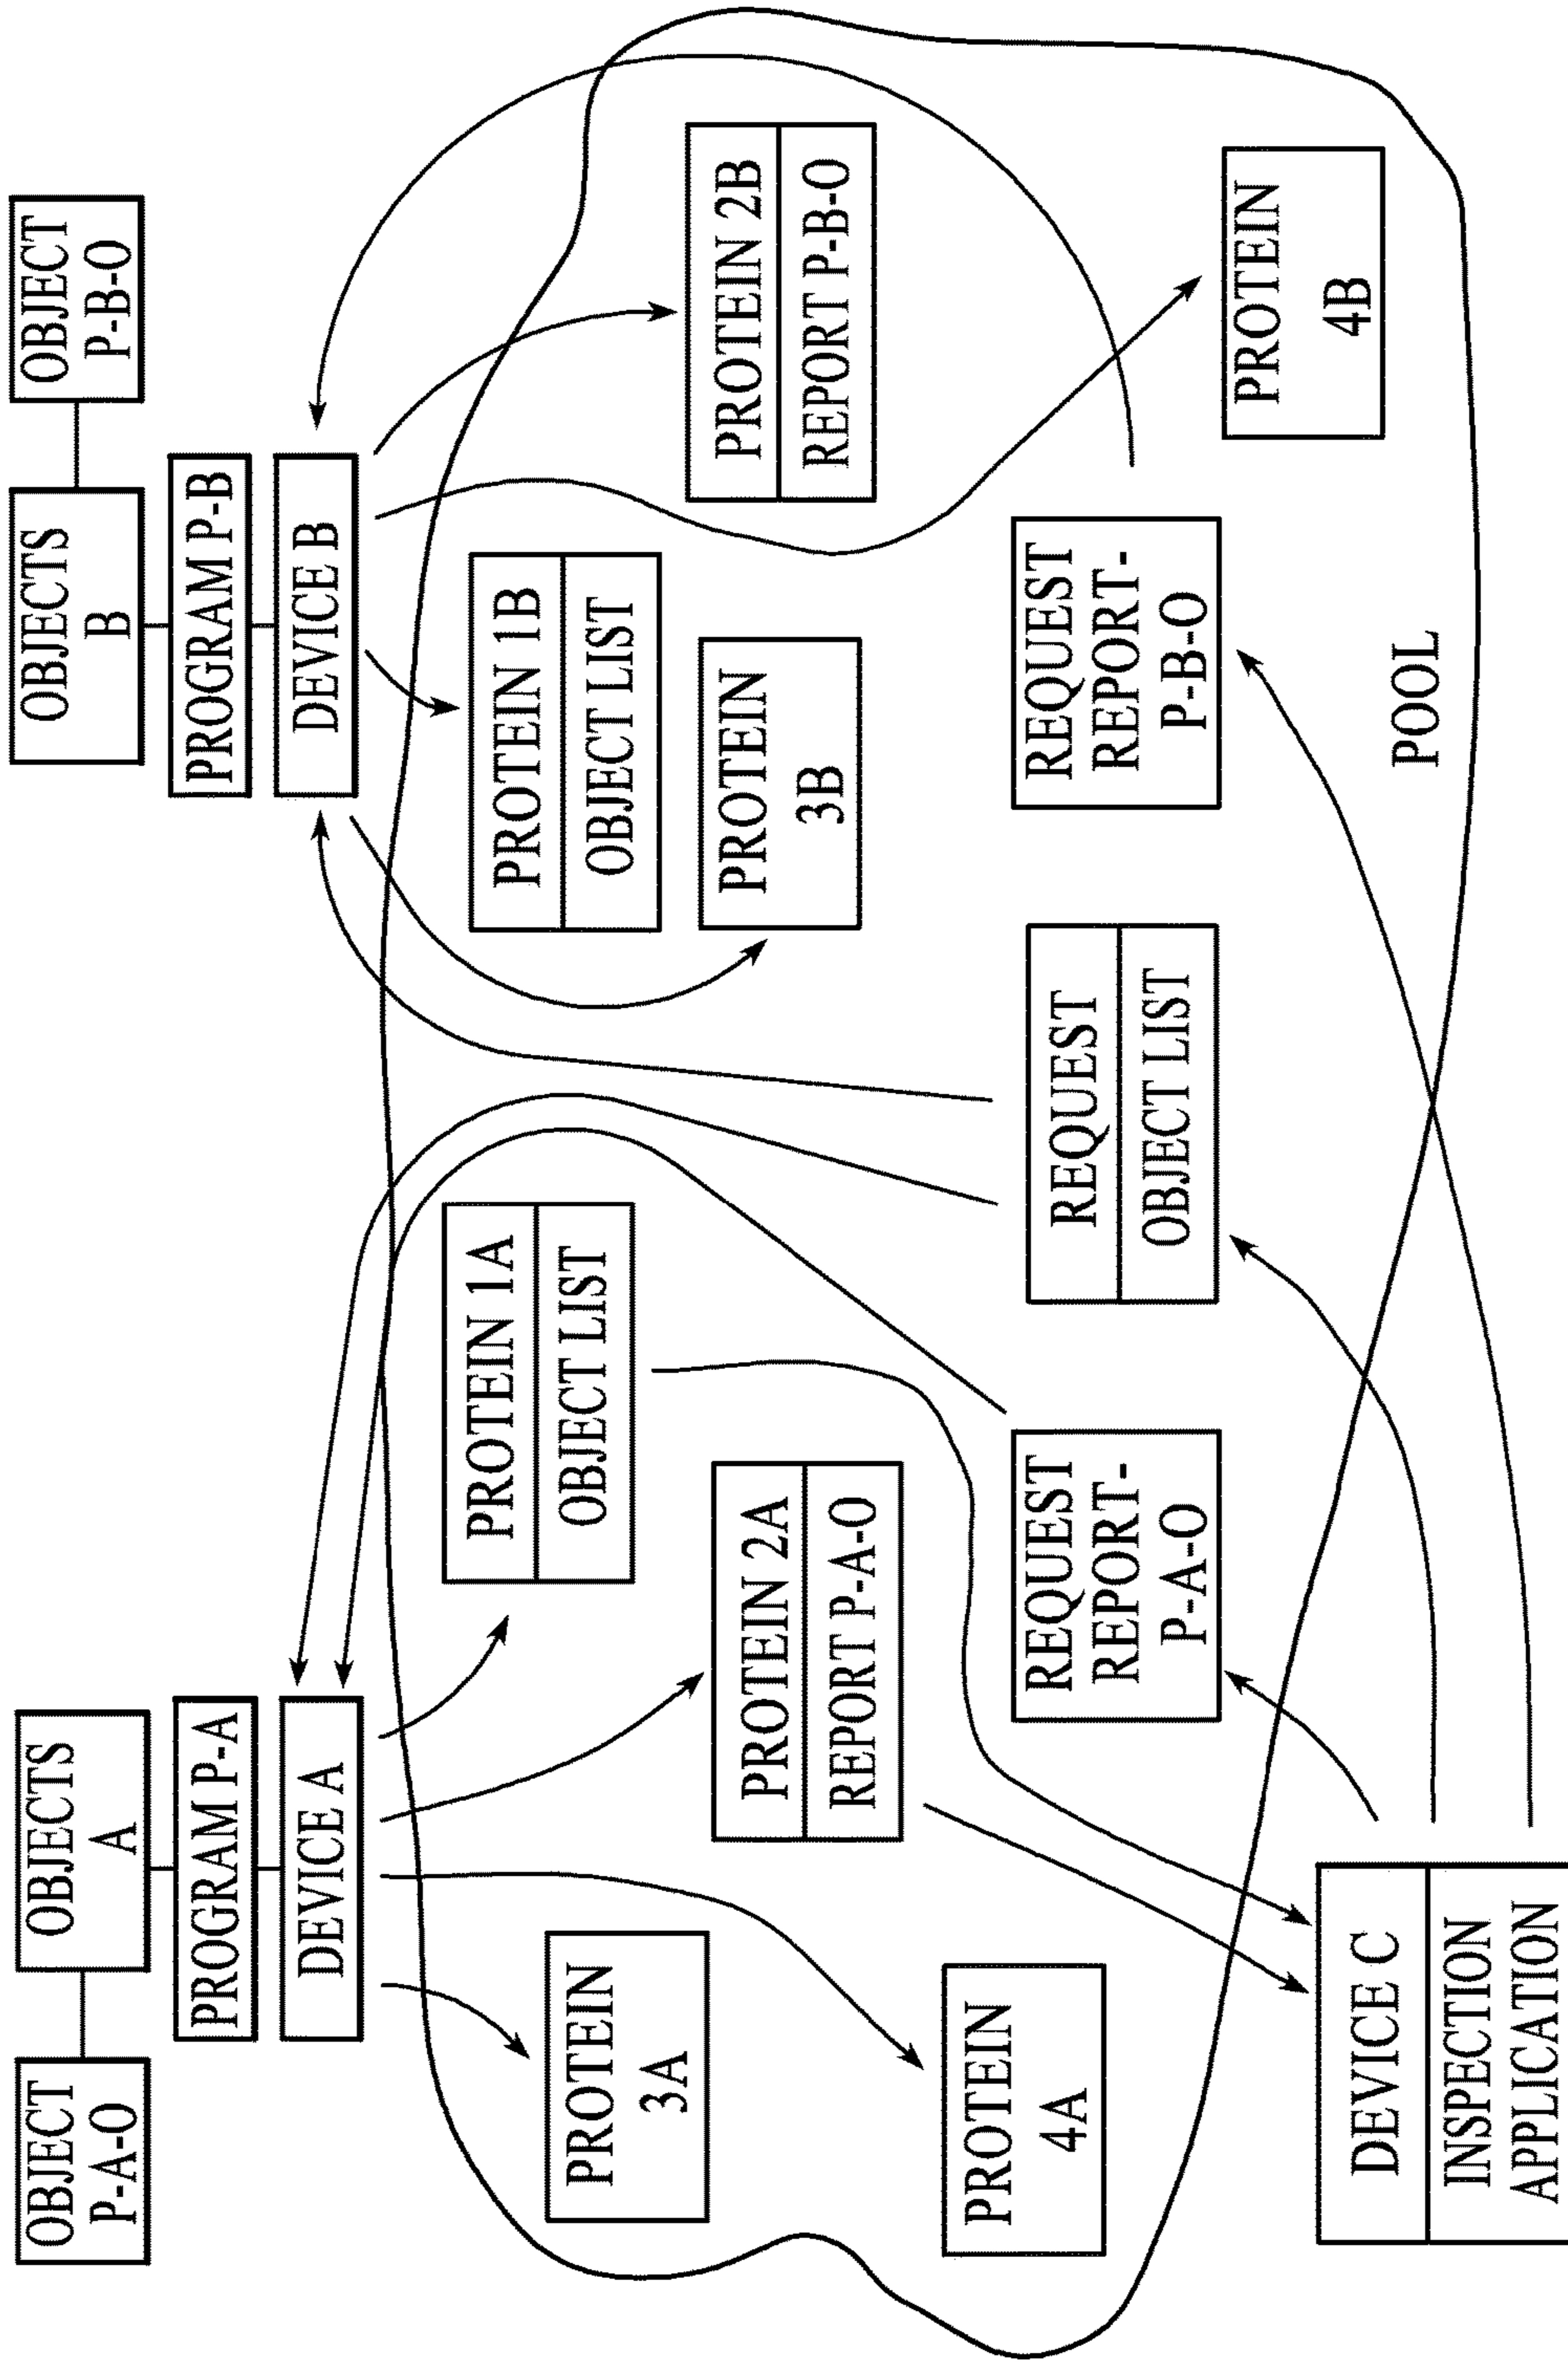 OBJECT
P-A-O
OBJECTS
A
PROGRAM P-A
DEVICE A
OBJECTS
B
OBJECT
P-B-O
PROGRAM P-B
DEVICE B
PROTEIN
3A
PROTEIN
4A
PROTEIN 2A
REPORT P-A-O
PROTEIN 1A
OBJECT LIST
PROTEIN 1B
OBJECT LIST
PROTEIN
3B
PROTEIN 2B
REPORT P-B-O
PROTEIN
4B
REQUEST
REPORT-
P-A-O
REQUEST
OBJECT LIST
REQUEST
REPORT-
P-B-O
POOL
DEVICE C
INSPECTION
APPLICATION